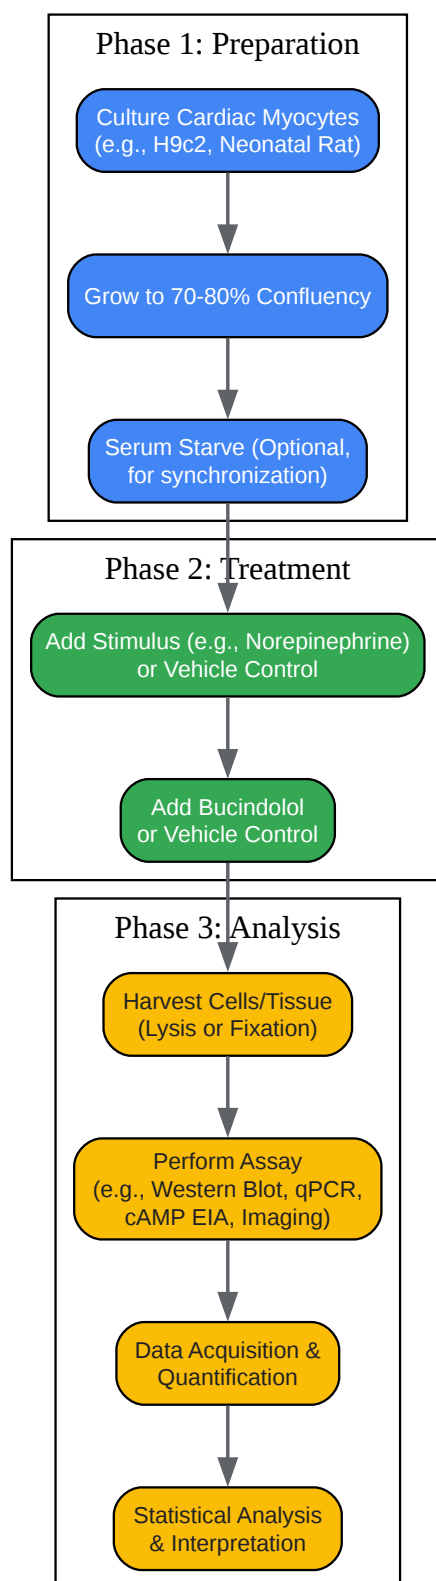 Phase 1: Preparation
Culture Cardiac Myocytes
(e.g., H9c2, Neonatal Rat)
Grow to 70-80% Confluency
Serum Starve (Optional,
for synchronization)
Phase 2: Treatment
Add Stimulus (e.g., Norepinephrine)
or Vehicle Control
Add Bucindolol
or Vehicle Control
Phase 3: Analysis
Harvest Cells/Tissue
(Lysis or Fixation)
Perform Assay
(e.g., Western Blot, qPCR,
cAMP EIA, Imaging)
Data Acquisition &
Quantification
Statistical Analysis
& Interpretation